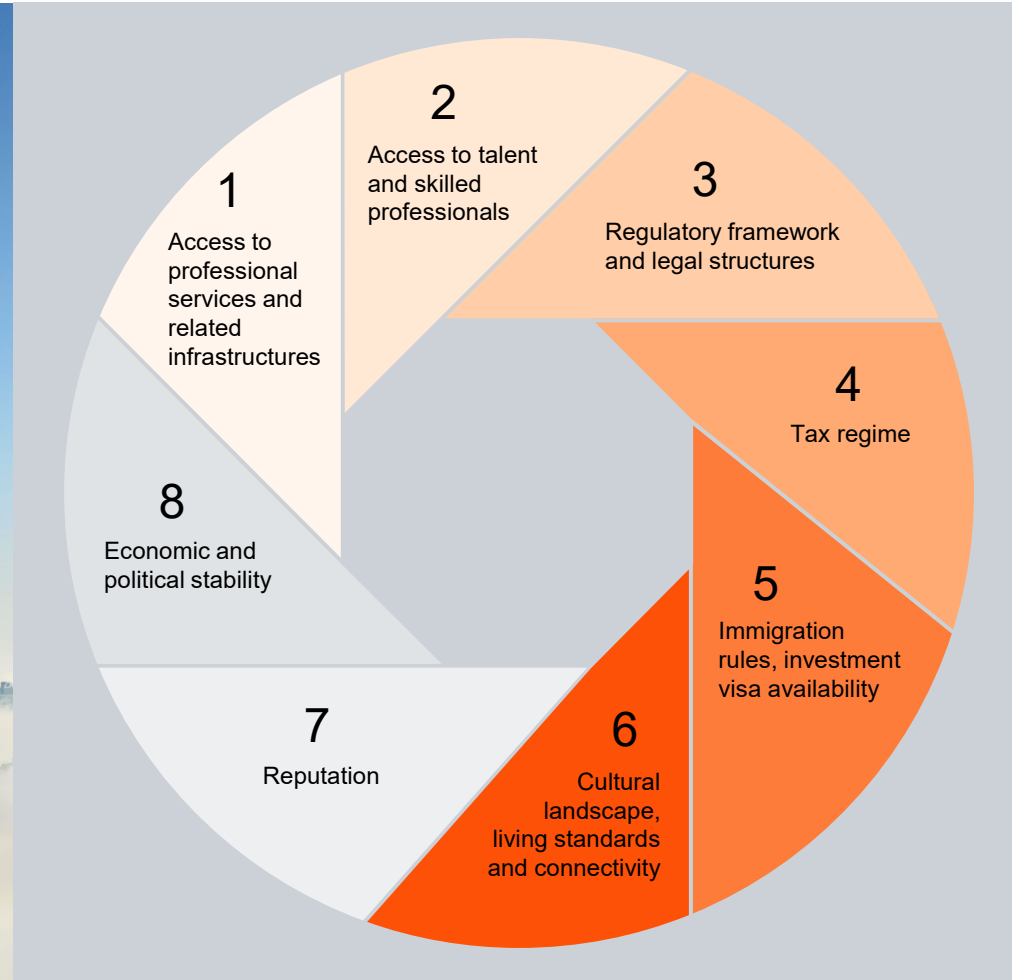 1
Access to
professional
services and
related
infrastructures
2
Access to talent
and skilled
professionals
3
Regulatory framework
and legal structures
4
Tax regime
5
Immigration
rules, investment
visa availability
6
Cultural
landscape,
living standards
and connectivity
7
Reputation
8
Economic and
political stability